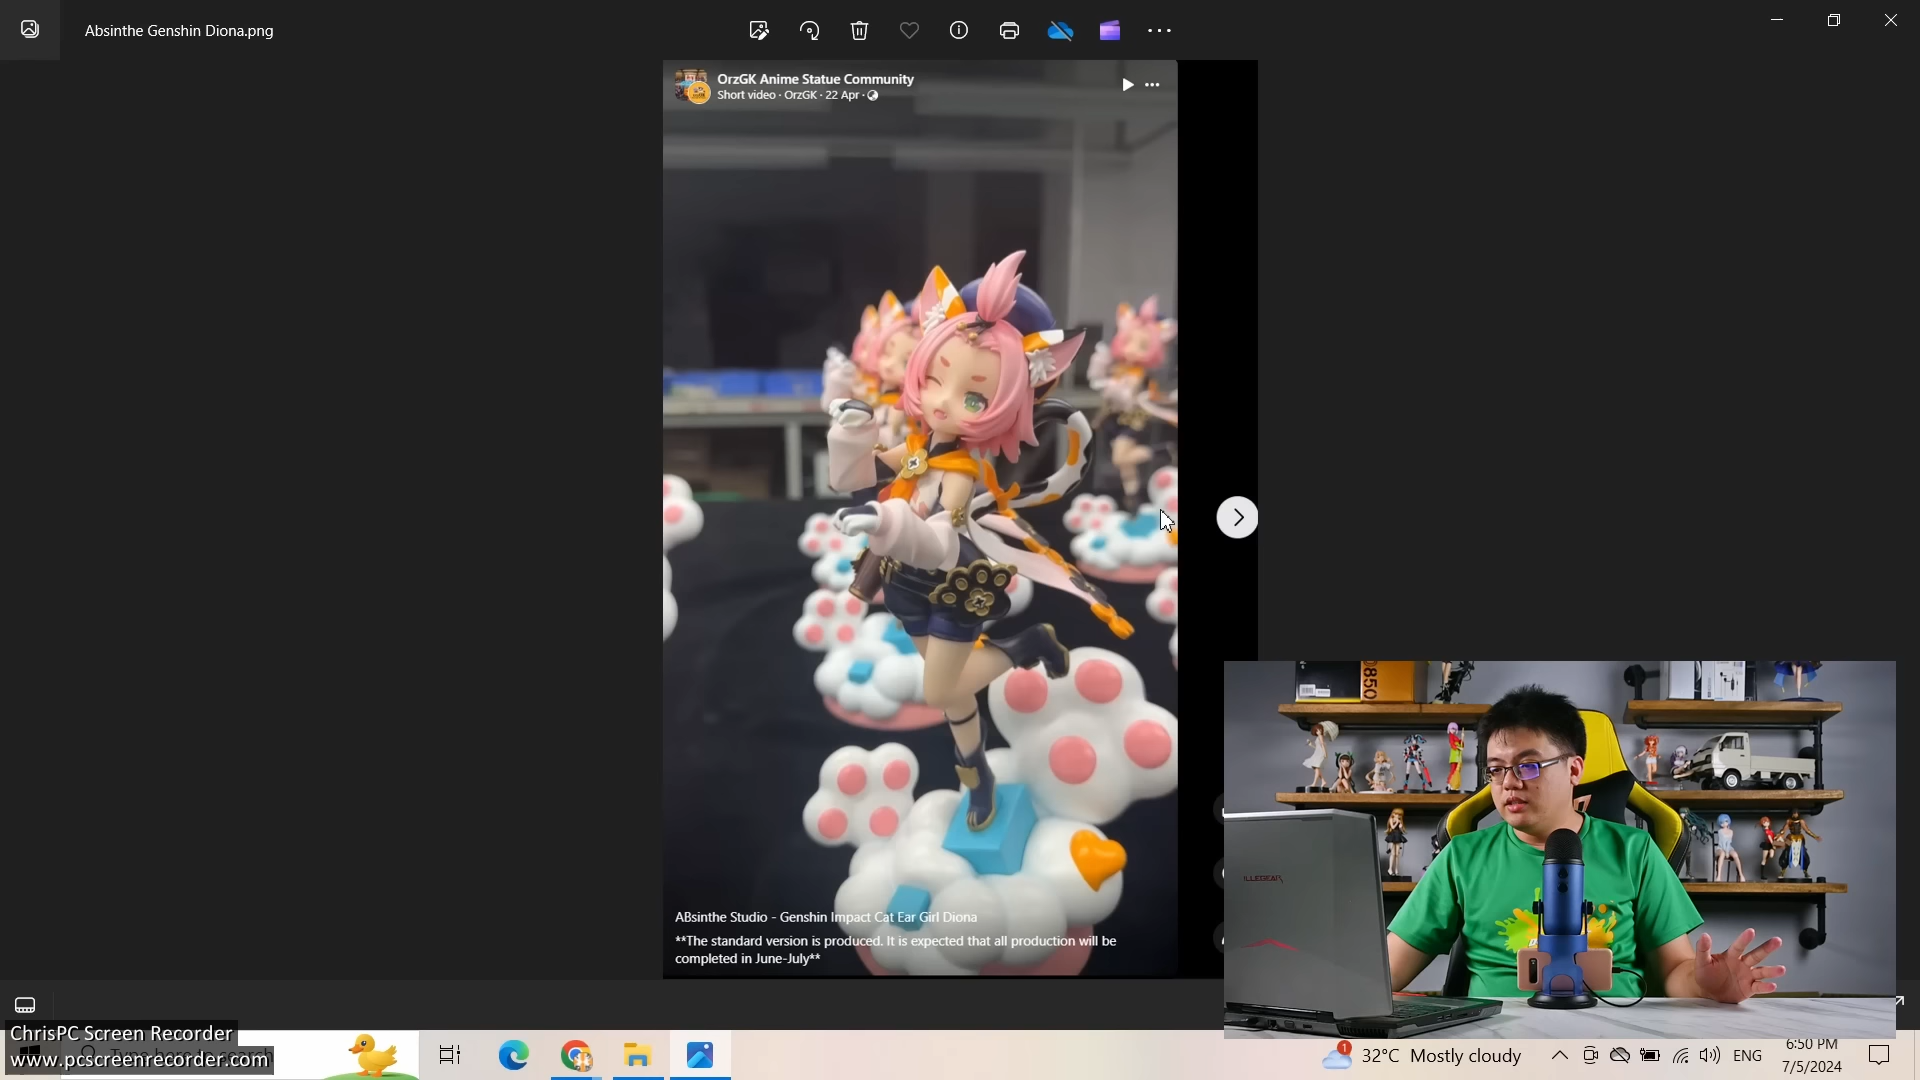 Absinthe Genshin Diona.png
OrzGK Anime Statue Community
Short video · OrzGK · 22 Apr ·
ABsinthe Studio - Genshin Impact Cat Ear Girl Diona
**The standard version is produced. It is expected that all production will be
completed in June-July**
ChrisPC Screen Recorder
www.pcscreenrecorder.com
1
32°C Mostly cloudy
ENG
6:50 PM
7/5/2024